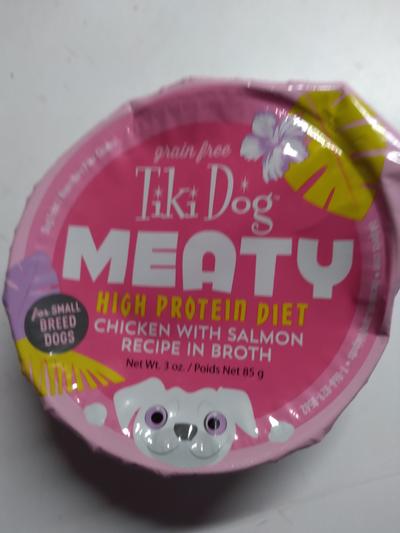 grain free
Tiki Dog™
MEATY
HIGH PROTEIN DIET
CHICKEN WITH SALMON
RECIPE IN BROTH
Net Wt. 3 oz. / Poids Net 85 g
for SMALL
BREED
DOGS